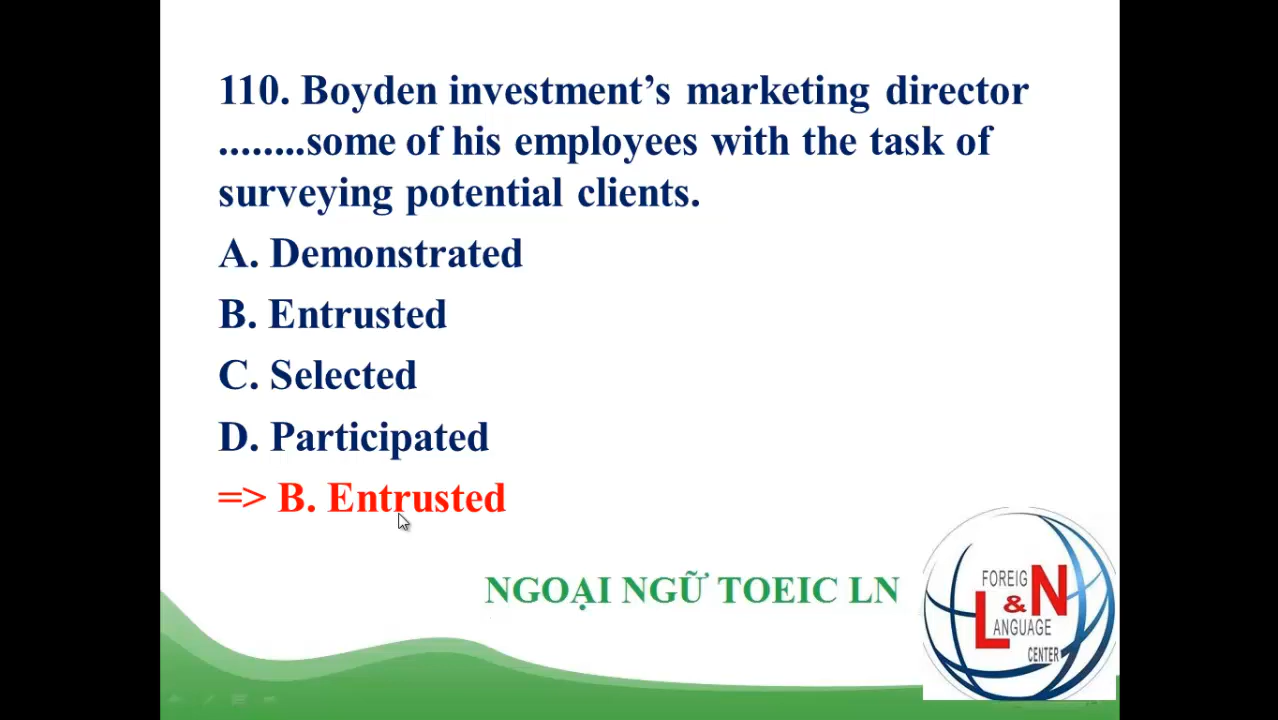 110. Boyden investment’s marketing director
........some of his employees with the task of
surveying potential clients.
A. Demonstrated
B. Entrusted
C. Selected
D. Participated
=> B. Entrusted
NGOẠI NGỮ TOEIC LN
FOREIG N
L & ANGUAGE
CENTER